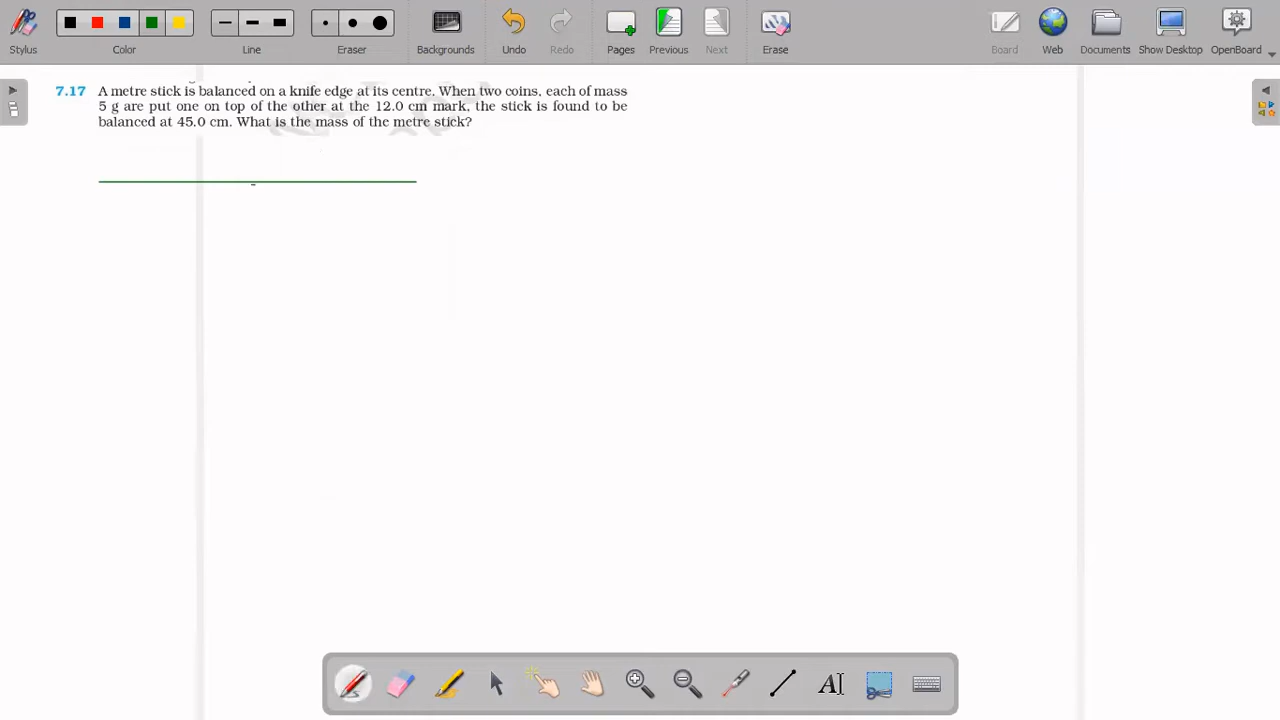 Stylus
Color
Line
Eraser
Backgrounds
Undo
Redo
Pages
Previous
Next
Erase
Board
Web
Documents
Show Desktop
OpenBoard
7.17 A metre stick is balanced on a knife edge at its centre. When two coins, each of mass
5 g are put one on top of the other at the 12.0 cm mark, the stick is found to be
balanced at 45.0 cm. What is the mass of the metre stick?